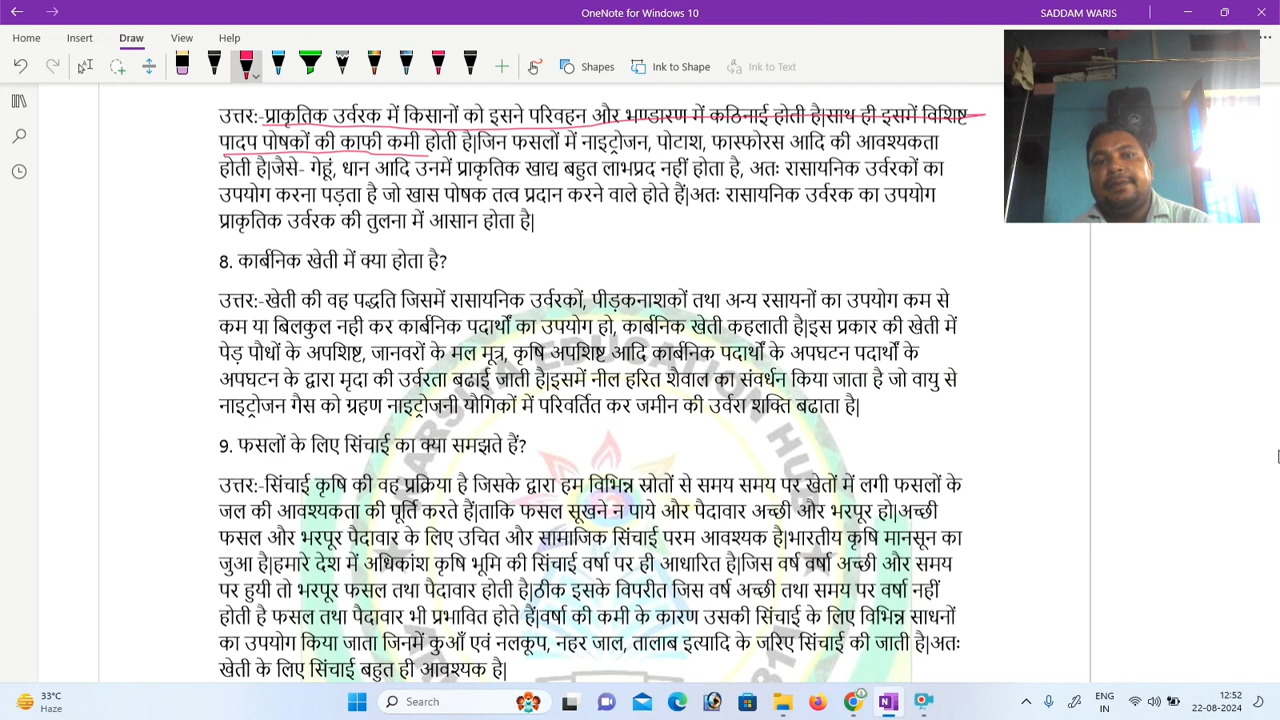 OneNote for Windows 10
SADDAM WARIS
Home Insert Draw View Help
Shapes Ink to Shape Ink to Text
उत्तर:-प्राकृतिक उर्वरक में किसानों को इसने परिवहन और भण्डारण में कठिनाई होती है|साथ ही इसमें विशिष्ट
पादप पोषकों की काफी कमी होती है|जिन फसलों में नाइट्रोजन, पोटाश, फास्फोरस आदि की आवश्यकता
होती है|जैसे- गेहूं, धान आदि उनमें प्राकृतिक खाद्य बहुत लाभप्रद नहीं होता है, अतः रासायनिक उर्वरकों का
उपयोग करना पड़ता है जो खास पोषक तत्व प्रदान करने वाले होते हैं|अतः रासायनिक उर्वरक का उपयोग
प्राकृतिक उर्वरक की तुलना में आसान होता है|
8. कार्बनिक खेती में क्या होता है?
उत्तर:-खेती की वह पद्धति जिसमें रासायनिक उर्वरकों, पीड़कनाशकों तथा अन्य रसायनों का उपयोग कम से
कम या बिलकुल नही कर कार्बनिक पदार्थों का उपयोग हो, कार्बनिक खेती कहलाती है|इस प्रकार की खेती में
पेड़ पौधों के अपशिष्ट, जानवरों के मल मूत्र, कृषि अपशिष्ट आदि कार्बनिक पदार्थों के अपघटन पदार्थों के
अपघटन के द्वारा मृदा की उर्वरता बढाई जाती है|इसमें नील हरित शैवाल का संवर्धन किया जाता है जो वायु से
नाइट्रोजन गैस को ग्रहण नाइट्रोजनी यौगिकों में परिवर्तित कर जमीन की उर्वरा शक्ति बढाता है|
9. फसलों के लिए सिंचाई का क्या समझते हैं?
उत्तर:-सिंचाई कृषि की वह प्रक्रिया है जिसके द्वारा हम विभिन्न स्रोतों से समय समय पर खेतों में लगी फसलों के
जल की आवश्यकता की पूर्ति करते हैं|ताकि फसल सूखने न पाये और पैदावार अच्छी और भरपूर हो|अच्छी
फसल और भरपूर पैदावार के लिए उचित और सामाजिक सिंचाई परम आवश्यक है|भारतीय कृषि मानसून का
जुआ है|हमारे देश में अधिकांश कृषि भूमि की सिंचाई वर्षा पर ही आधारित है|जिस वर्ष वर्षा अच्छी और समय
पर हुयी तो भरपूर फसल तथा पैदावार होती है|ठीक इसके विपरीत जिस वर्ष अच्छी तथा समय पर वर्षा नहीं
होती है फसल तथा पैदावार भी प्रभावित होते हैं|वर्षा की कमी के कारण उसकी सिंचाई के लिए विभिन्न साधनों
का उपयोग किया जाता जिनमें कुआँ एवं नलकूप, नहर जाल, तालाब इत्यादि के जरिए सिंचाई की जाती है|अतः
खेती के लिए सिंचाई बहुत ही आवश्यक है|
EDUCATION HUB
33°C
Haze
Search
ENG
IN
12:52
22-08-2024